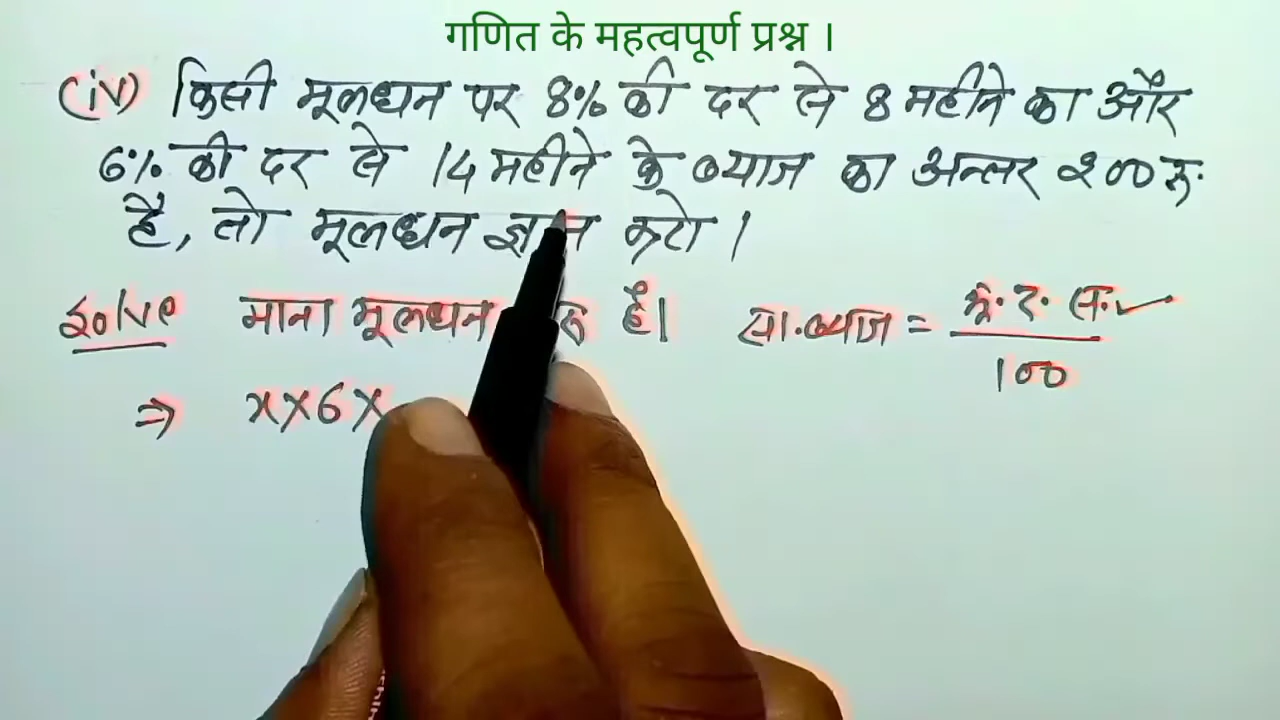 गणित के महत्वपूर्ण प्रश्न ।
(iv) किसी मूलधन पर 8% की दर से 8 महीने का और
6% की दर से 14 महीने के ब्याज का अन्तर 200 रू.
है, तो मूलधन ज्ञात करो ।
Solve माना मूलधन रू है। सा. ब्याज = मू. द. स. ✓
100
⇒ x×6×